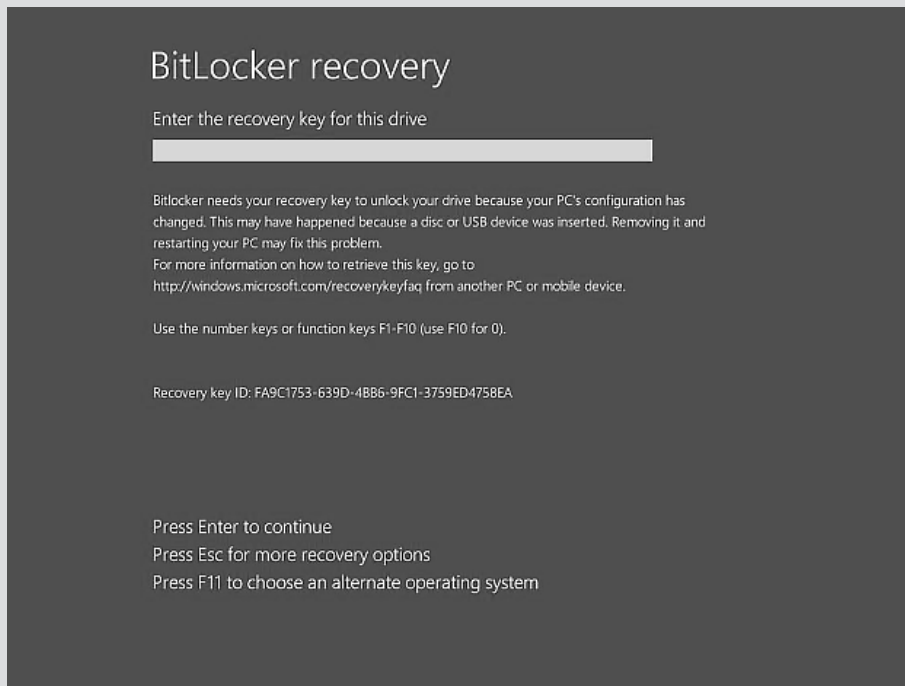 BitLocker recovery
Enter the recovery key for this drive
Bitlocker needs your recovery key to unlock your drive because your PC's configuration has
changed. This may have happened because a disc or USB device was inserted. Removing it and
restarting your PC may fix this problem.
For more information on how to retrieve this key, go to
http://windows.microsoft.com/recoverykeyfaq from another PC or mobile device.
Use the number keys or function keys F1-F10 (use F10 for 0).
Recovery key ID: FA9C1753-639D-4BB6-9FC1-3759ED4758EA
Press Enter to continue
Press Esc for more recovery options
Press F11 to choose an alternate operating system